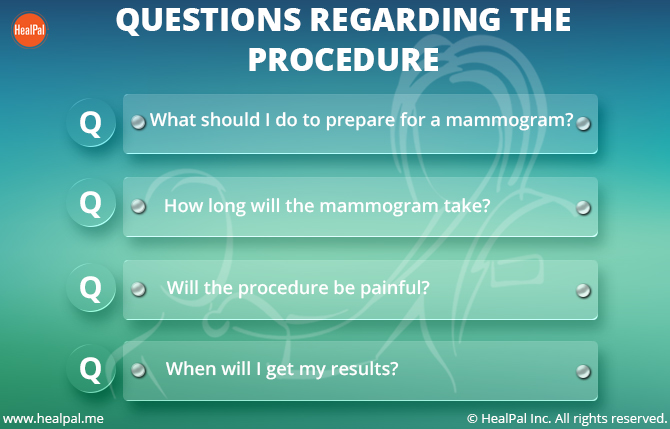 HealPal
QUESTIONS REGARDING THE
PROCEDURE
Q What should I do to prepare for a mammogram?
Q How long will the mammogram take?
Q Will the procedure be painful?
Q When will I get my results?
www.healpal.me © HealPal Inc. All rights reserved.